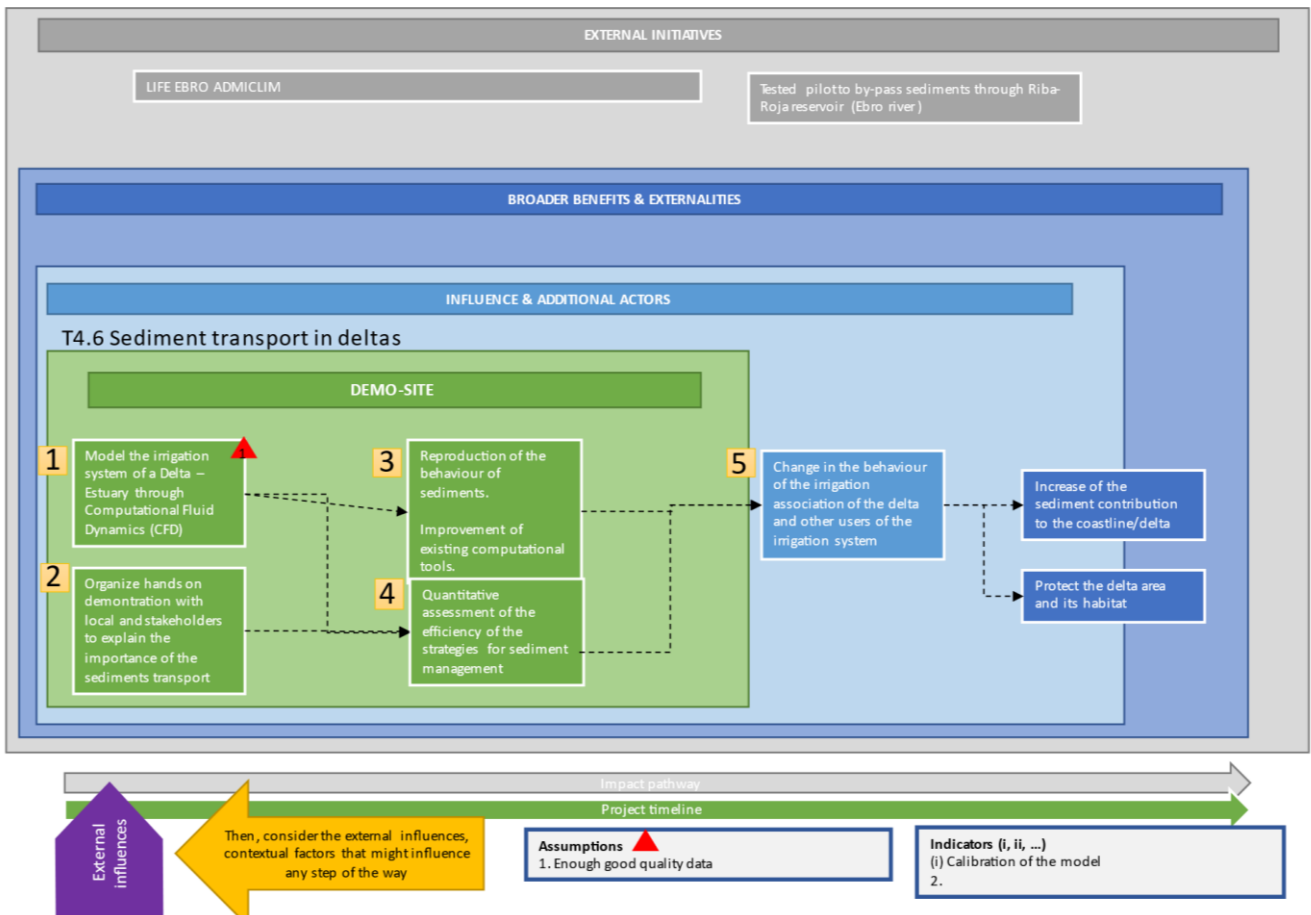 EXTERNAL INITIATIVES
LIFE EBRO ADMICLIM
Tested pilotto by-pass sediments through Riba-
Roja reservoir (Ebro river)
BROADER BENEFITS & EXTERNALITIES
INFLUENCE & ADDITIONAL ACTORS
T4.6 Sediment transport in deltas
DEMO-SITE
1
Model the irrigation
system of a Delta –
Estuary through
Computational Fluid
Dynamics (CFD)
1
2
Organize hands on
demontration with
local and stakeholders
to explain the
importance of the
sediments transport
3
Reproduction of the
behaviour of
sediments.
Improvement of
existing computational
tools.
4
Quantitative
assessment of the
efficiency of the
strategies for sediment
management
5
Change in the behaviour
of the irrigation
association of the delta
and other users of the
irrigation system
Increase of the
sediment contribution
to the coastline/delta
Protect the delta area
and its habitat
Impact pathway
Project timeline
External
influences
Then, consider the external influences,
contextual factors that might influence
any step of the way
Assumptions
1. Enough good quality data
Indicators (i, ii, ...)
(i) Calibration of the model
2.